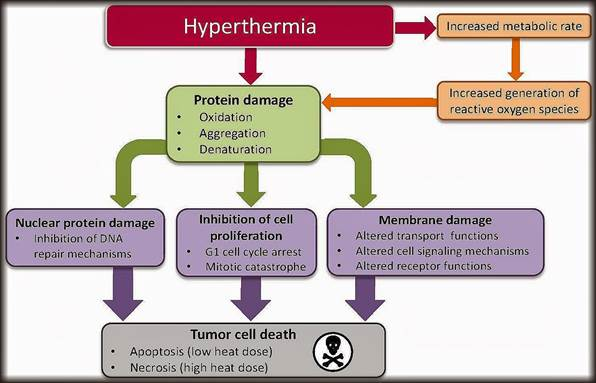 Hyperthermia
Increased metabolic rate
Increased generation of
reactive oxygen species
Protein damage
• Oxidation
• Aggregation
• Denaturation
Nuclear protein damage
• Inhibition of DNA
repair mechanisms
Inhibition of cell
proliferation
• G1 cell cycle arrest
• Mitotic catastrophe
Membrane damage
• Altered transport functions
• Altered cell signaling mechanisms
• Altered receptor functions
Tumor cell death
• Apoptosis (low heat dose)
• Necrosis (high heat dose)